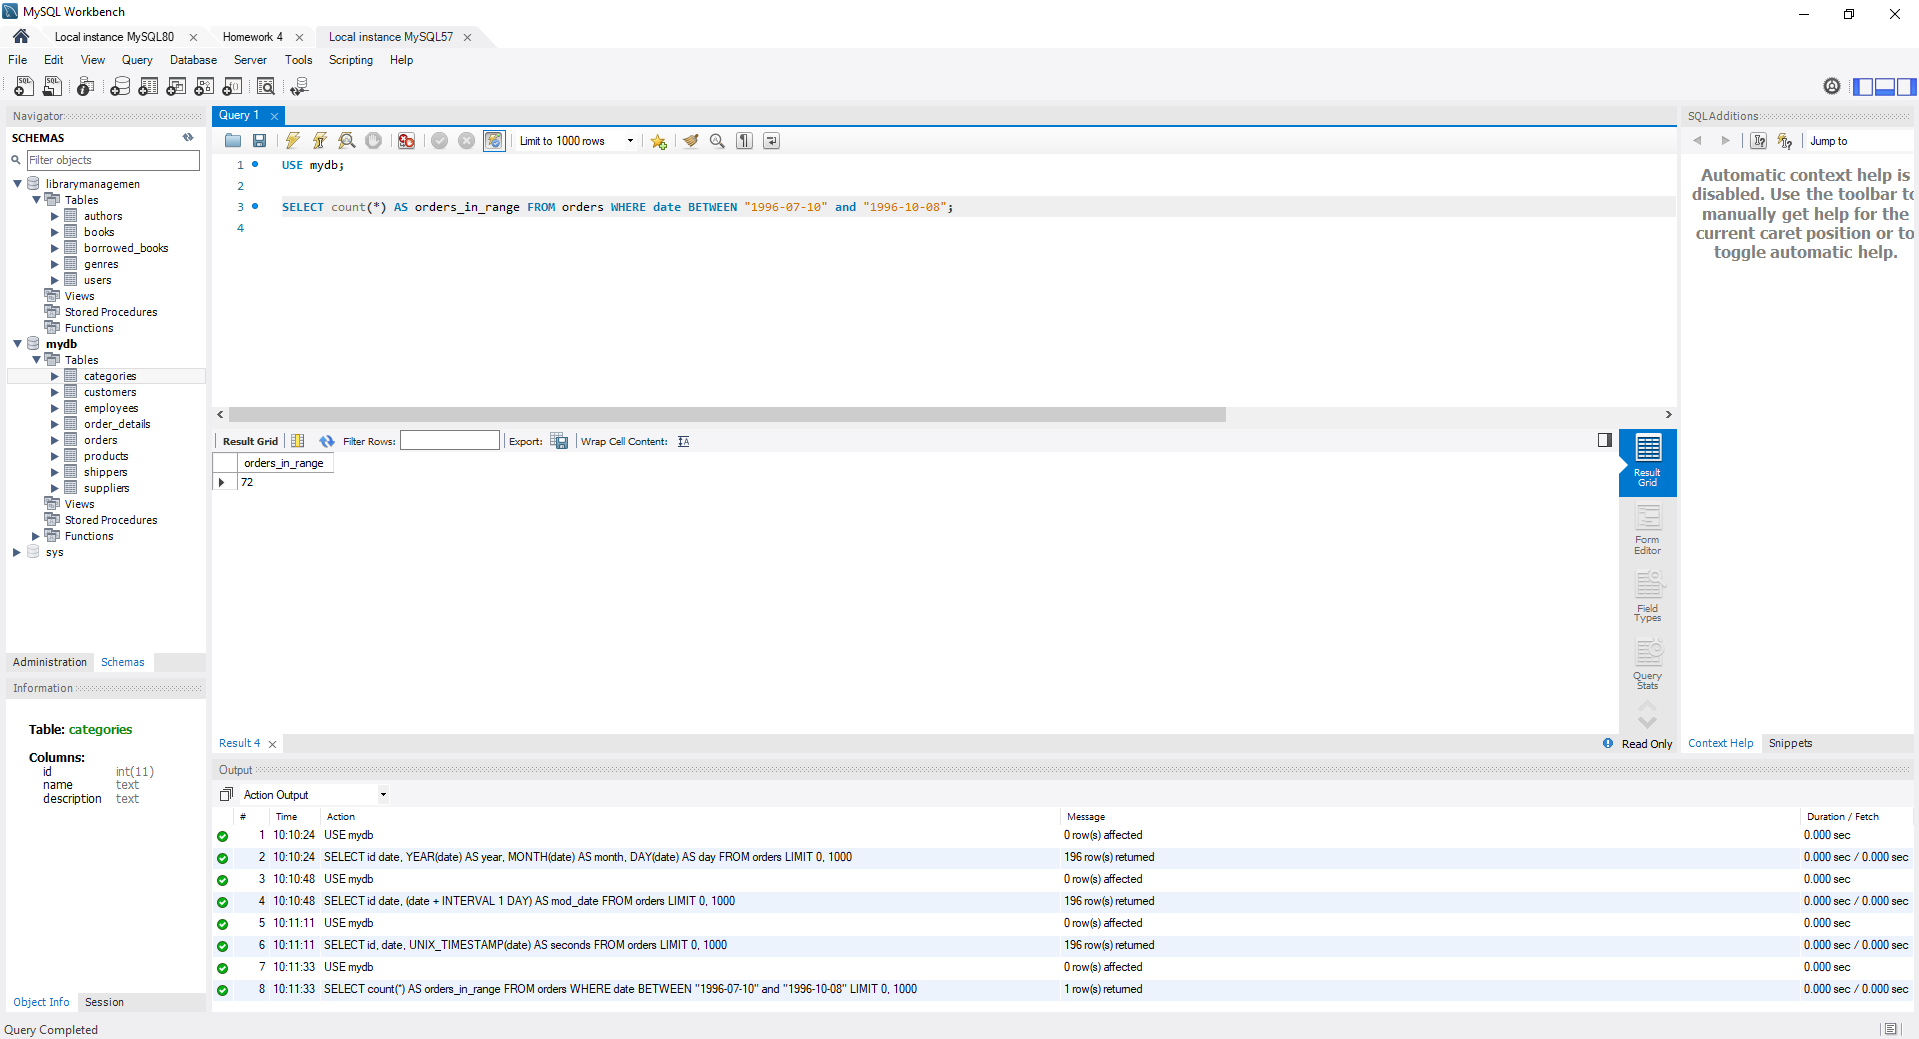 MySQL Workbench
Local instance MySQL80
Homework 4
Local instance MySQL57
File Edit View Query Database Server Tools Scripting Help
Navigator
SCHEMAS
Filter objects
librarymanagemen
Tables
authors
books
borrowed_books
genres
users
Views
Stored Procedures
Functions
mydb
Tables
categories
customers
employees
order_details
orders
products
shippers
suppliers
Views
Stored Procedures
Functions
sys
Administration Schemas
Information
Table: categories
Columns:
id int(11)
name text
description text
Object Info Session
Query Completed
Query 1
Limit to 1000 rows
1 USE mydb;
2
3 SELECT count(*) AS orders_in_range FROM orders WHERE date BETWEEN "1996-07-10" and "1996-10-08";
4
Result Grid Filter Rows: Export: Wrap Cell Content:
orders_in_range
72
Result Grid
Form Editor
Field Types
Query Stats
Result 4
Read Only
SQLAdditions
Jump to
Automatic context help is
disabled. Use the toolbar to
manually get help for the
current caret position or to
toggle automatic help.
Context Help Snippets
Output
Action Output
# Time Action Message Duration / Fetch
1 10:10:24 USE mydb 0 row(s) affected 0.000 sec
2 10:10:24 SELECT id date, YEAR(date) AS year, MONTH(date) AS month, DAY(date) AS day FROM orders LIMIT 0, 1000 196 row(s) returned 0.000 sec / 0.000 sec
3 10:10:48 USE mydb 0 row(s) affected 0.000 sec
4 10:10:48 SELECT id date, (date + INTERVAL 1 DAY) AS mod_date FROM orders LIMIT 0, 1000 196 row(s) returned 0.000 sec / 0.000 sec
5 10:11:11 USE mydb 0 row(s) affected 0.000 sec
6 10:11:11 SELECT id, date, UNIX_TIMESTAMP(date) AS seconds FROM orders LIMIT 0, 1000 196 row(s) returned 0.000 sec / 0.000 sec
7 10:11:33 USE mydb 0 row(s) affected 0.000 sec
8 10:11:33 SELECT count(*) AS orders_in_range FROM orders WHERE date BETWEEN "1996-07-10" and "1996-10-08" LIMIT 0, 1000 1 row(s) returned 0.000 sec / 0.000 sec